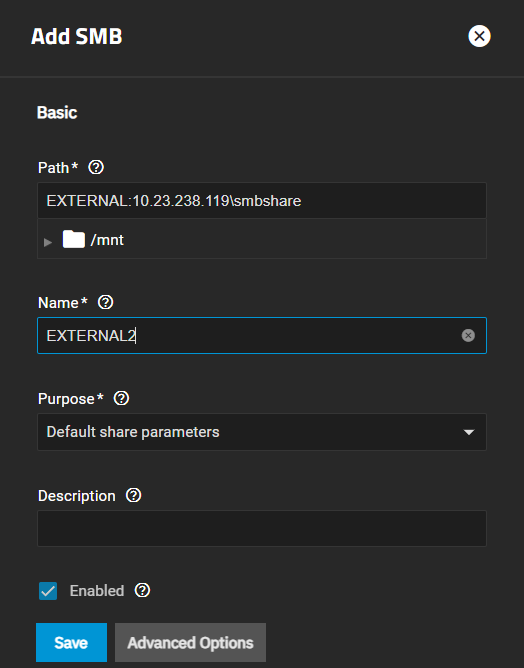 Add SMB
Basic
Path*
EXTERNAL:10.23.238.119\smbshare
/mnt
Name*
EXTERNAL2
Purpose*
Default share parameters
Description
Enabled
Save
Advanced Options